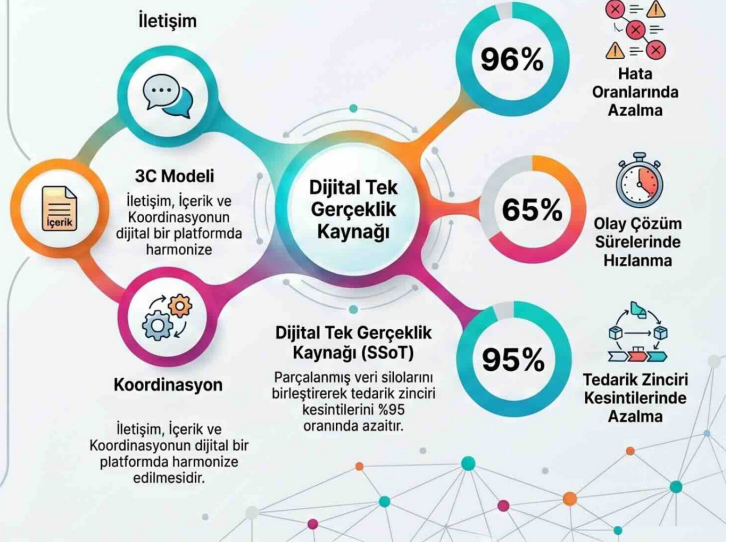 İletişim
içerik
3C Modeli
İletişim, İçerik ve
Koordinasyonun
dijital bir platformda
harmonize
Koordinasyon
İletişim, İçerik ve
Koordinasyonun dijital bir
platformda harmonize
edilmesidir.
Dijital Tek
Gerçeklik
Kaynağı
Dijital Tek Gerçeklik
Kaynağı (SSoT)
Parçalanmış veri silolarını
birleştirerek tedarik zinciri
kesintilerini %95
oranında azaitır.
96%
Hata
Oranlarında
Azalma
65%
Olay Çözüm
Sürelerinde
Hızlanma
95%
Tedarik Zinciri
Kesintilerinde
Azalma